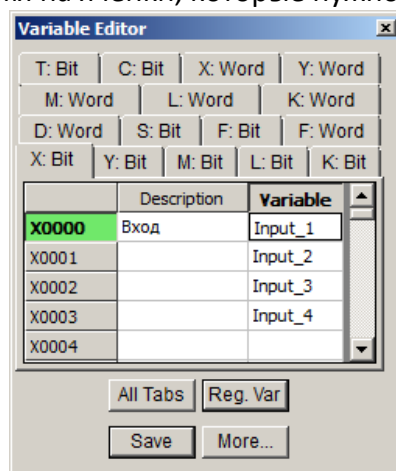 Variable Editor x
T: Bit C: Bit X: Word Y: Word
M: Word L: Word K: Word
D: Word S: Bit F: Bit F: Word
X: Bit Y: Bit M: Bit L: Bit K: Bit
Description Variable
X0000 Вход Input_1
X0001 Input_2
X0002 Input_3
X0003 Input_4
X0004
All Tabs Reg. Var
Save More...